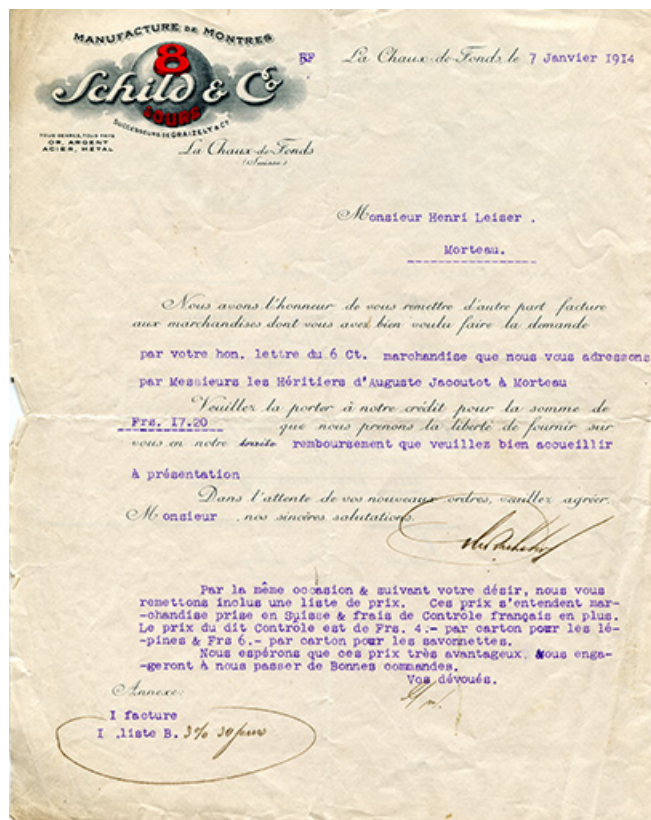 MANUFACTURE DE MONTRES
8
Schild & Co
JOURS
SUCCESSEURS DE GRAIZELY & Cie
TOUS GENRES, TOUS PAYS
OR, ARGENT
ACIER, METAL
La Chaux-de-Fonds
(Suisse)
BF
La Chaux-de-Fonds, le 7 Janvier 1914
Monsieur Henri Leiser .
Morteau.
Nous avons l'honneur de vous remettre d'autre part facture
aux marchandises dont vous avez bien voulu faire la demande
par votre hon. lettre du 6 Ct. marchandise que nous vous adressons
par Messieurs les Héritiers d'Auguste Jacoutot à Morteau
Veuillez la porter à notre crédit pour la somme de
Frs. I7.20 que nous prenons la liberté de fournir sur
vous en notre traite remboursement que veuillez bien accueillir
à présentation
Dans l'attente de vos nouveaux ordres, veuillez agréer,
Monsieur , nos sincères salutations.
Par la même occasion & suivant votre désir, nous vous
remettons inclus une liste de prix. Ces prix s'entendent mar-
-chandise prise en Suisse & frais de Contrôle français en plus.
Le prix du dit Contrôle est de Frs. 4.- par carton pour les lé-
-pines & Frs 6.- par carton pour les savonnettes.
Nous espérons que ces prix très avantageux, vous enga-
-geront à nous passer de Bonnes commandes.
Vos dévoués.
Annexe:
I facture
I .liste B. 3% 30 jours